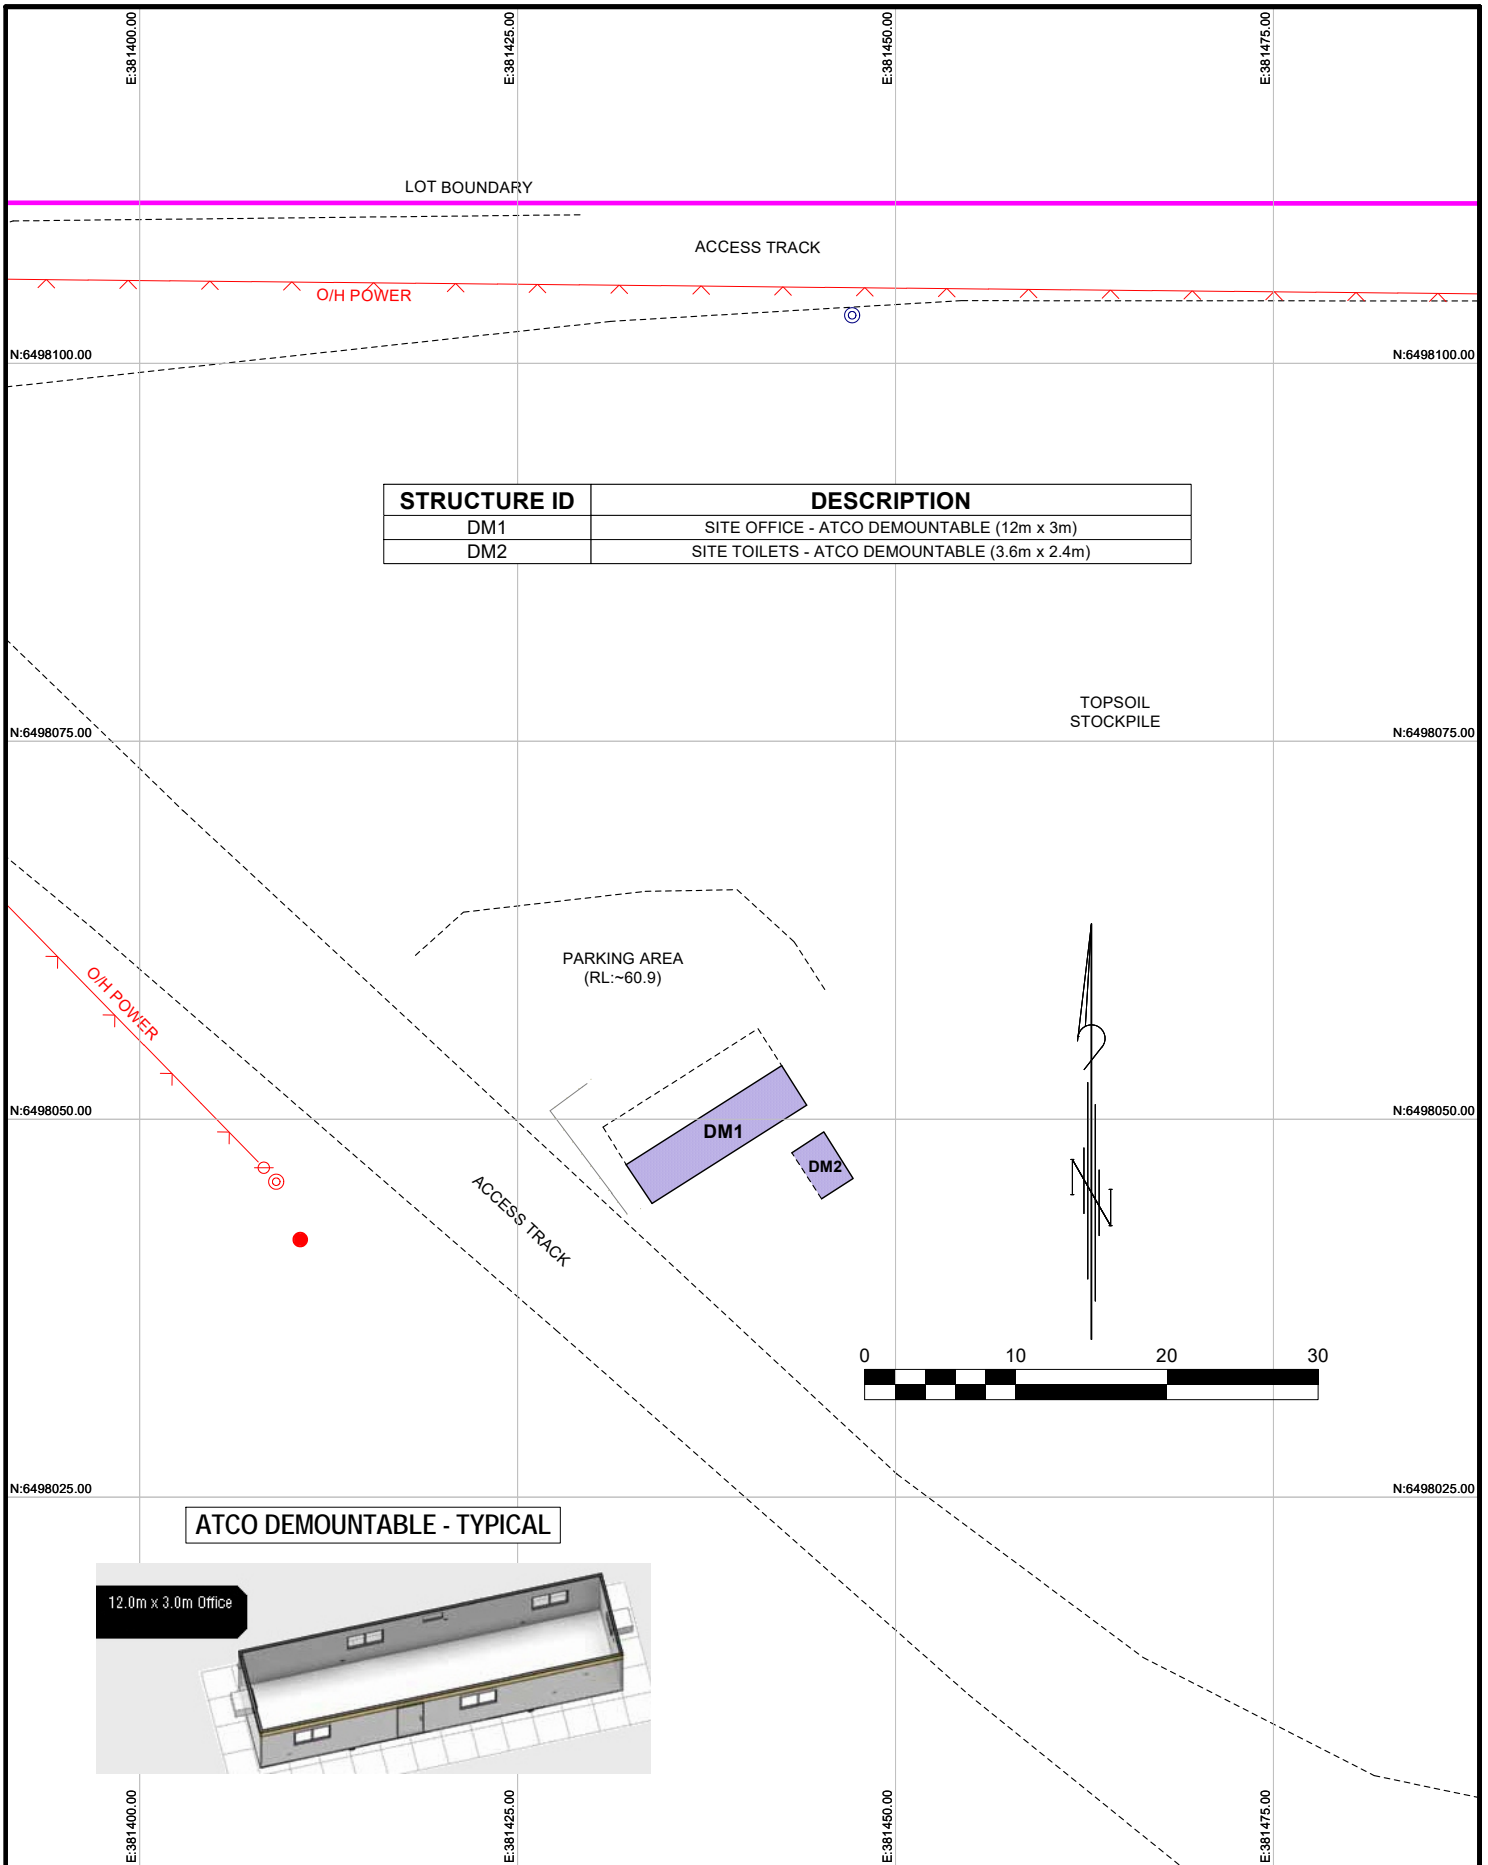 E:381400.00
E:381425.00
E:381450.00
E:381475.00
LOT BOUNDARY
ACCESS TRACK
O/H POWER
N:6498100.00
N:6498100.00
STRUCTURE ID DESCRIPTION
DM1 SITE OFFICE - ATCO DEMOUNTABLE (12m x 3m)
DM2 SITE TOILETS - ATCO DEMOUNTABLE (3.6m x 2.4m)
TOPSOIL
STOCKPILE
N:6498075.00
N:6498075.00
PARKING AREA
(RL:~60.9)
O/H POWER
N:6498050.00
N:6498050.00
DM1
DM2
ACCESS TRACK
N
0 10 20 30
N:6498025.00
N:6498025.00
ATCO DEMOUNTABLE - TYPICAL
12.0m x 3.0m Office
E:381400.00
E:381425.00
E:381450.00
E:381475.00